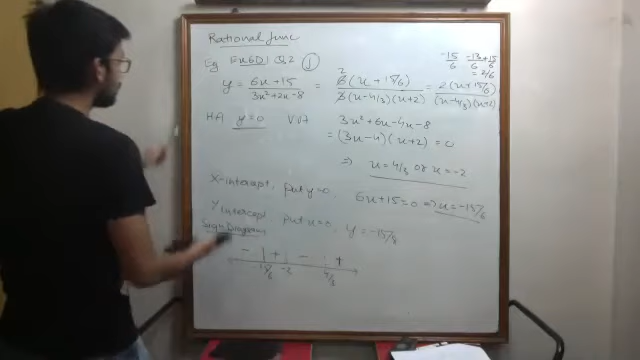 Rational func
Eg Ex6D1 Q.2 (j)
-15/6 -13+15/6 6 = 2/6
y = 6x+15 / 3x²+2x-8 = 6(x+15/6) / 3(x-4/3)(x+2) = 2(x+15/6) / (x-4/3)(x+2)
HA y=0 VA 3x²+6x-4x-8
= (3x-4)(x+2) = 0
⇒ x = 4/3 or x = -2
X-intercept, put y=0, 6x+15=0 ⇒ x = -15/6
Y intercept put x=0, y = -15/8
Sign Diagram
- + - +
-15/6 -2 4/3